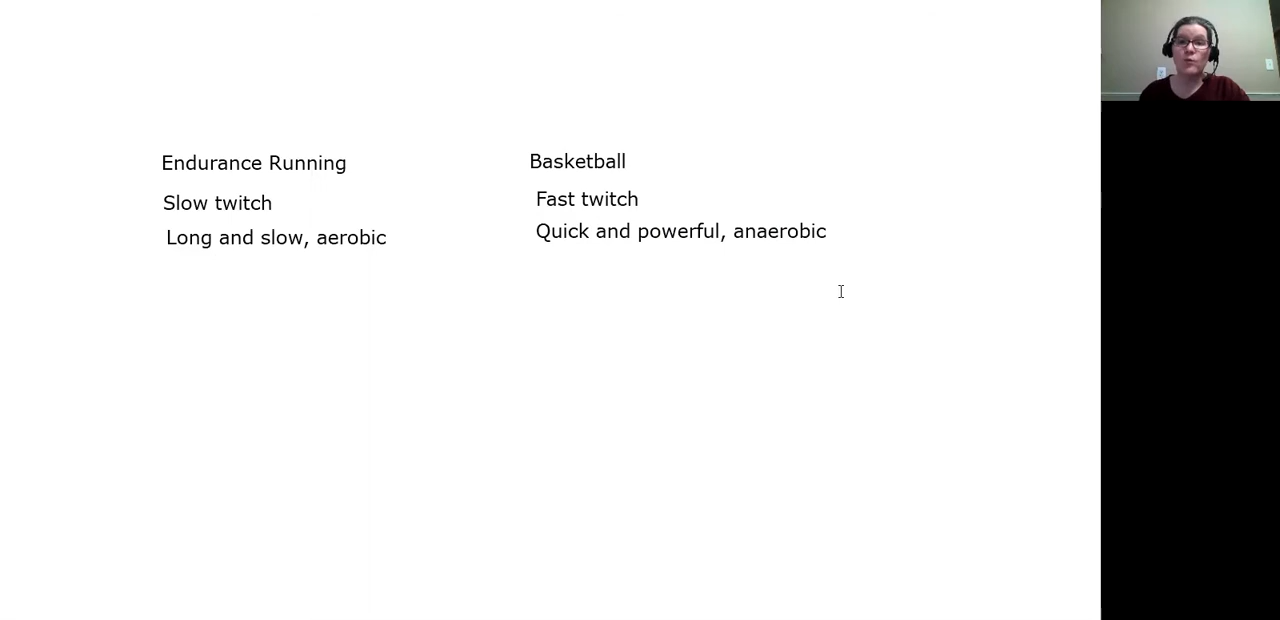 Endurance Running
Slow twitch
Long and slow, aerobic
Basketball
Fast twitch
Quick and powerful, anaerobic